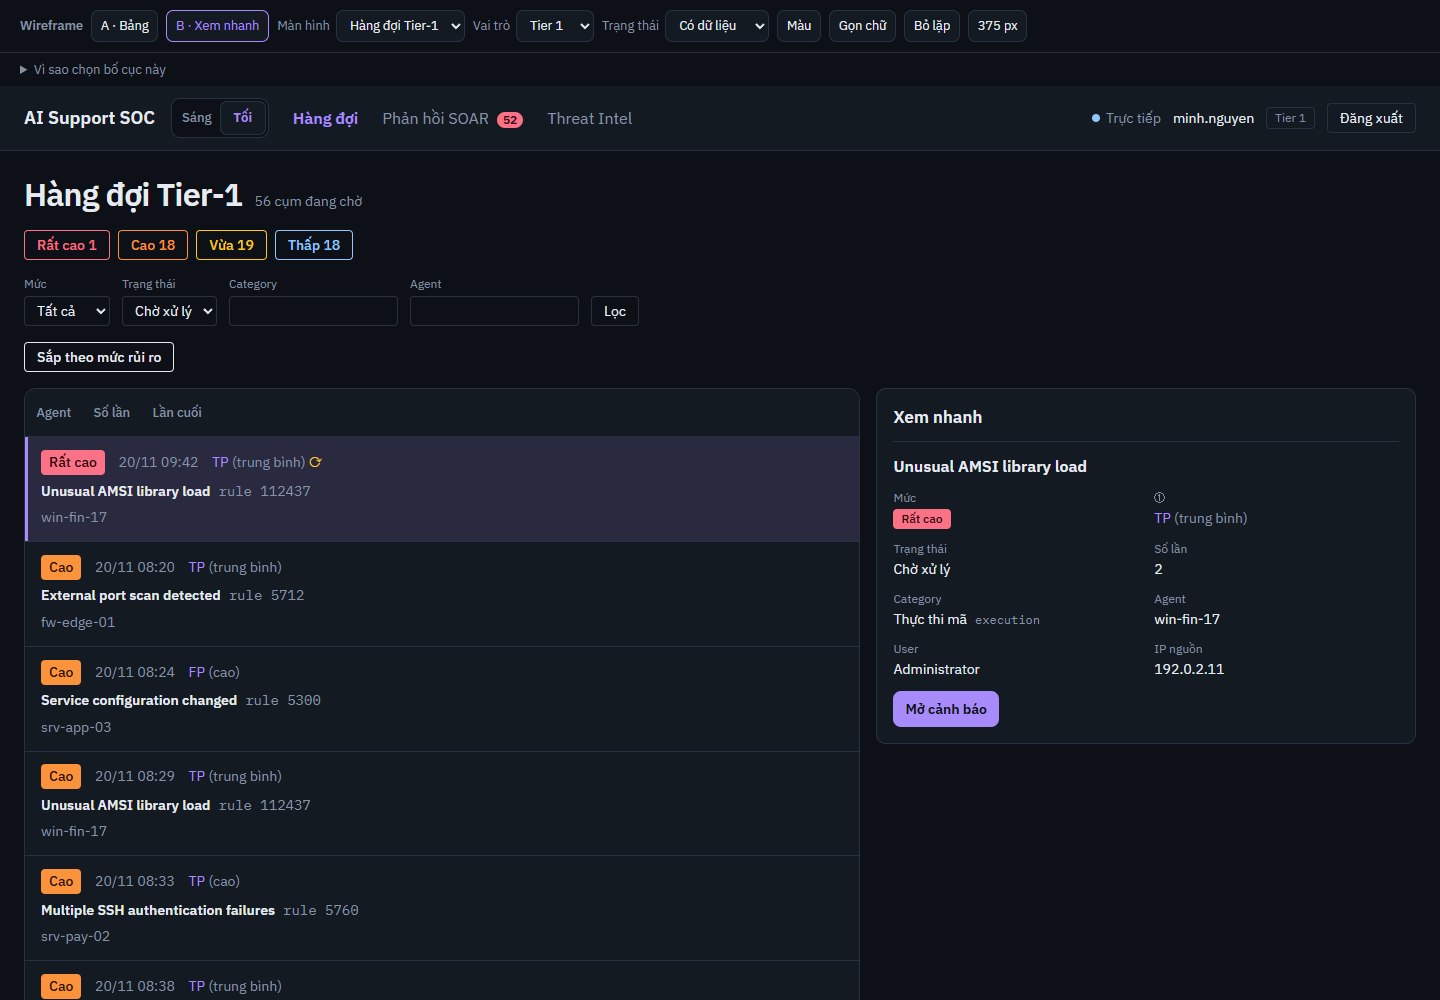 Wireframe A · Bảng B · Xem nhanh Màn hình Hàng đợi Tier-1 Vai trò Tier 1 Trạng thái Có dữ liệu Màu Gọn chữ Bỏ lặp 375 px
▶ Vì sao chọn bố cục này
AI Support SOC Sáng Tối Hàng đợi Phản hồi SOAR 52 Threat Intel Trực tiếp minh.nguyen Tier 1 Đăng xuất
Hàng đợi Tier-1 56 cụm đang chờ
Rất cao 1 Cao 18 Vừa 19 Thấp 18
Mức Trạng thái Category Agent
Tất cả Chờ xử lý Lọc
Sắp theo mức rủi ro
Agent Số lần Lần cuối
Rất cao 20/11 09:42 TP (trung bình) ⟳
Unusual AMSI library load rule 112437
win-fin-17
Cao 20/11 08:20 TP (trung bình)
External port scan detected rule 5712
fw-edge-01
Cao 20/11 08:24 FP (cao)
Service configuration changed rule 5300
srv-app-03
Cao 20/11 08:29 TP (trung bình)
Unusual AMSI library load rule 112437
win-fin-17
Cao 20/11 08:33 TP (cao)
Multiple SSH authentication failures rule 5760
srv-pay-02
Cao 20/11 08:38 TP (trung bình)
Xem nhanh
Unusual AMSI library load
Mức ①
Rất cao TP (trung bình)
Trạng thái Số lần
Chờ xử lý 2
Category Agent
Thực thi mã execution win-fin-17
User IP nguồn
Administrator 192.0.2.11
Mở cảnh báo